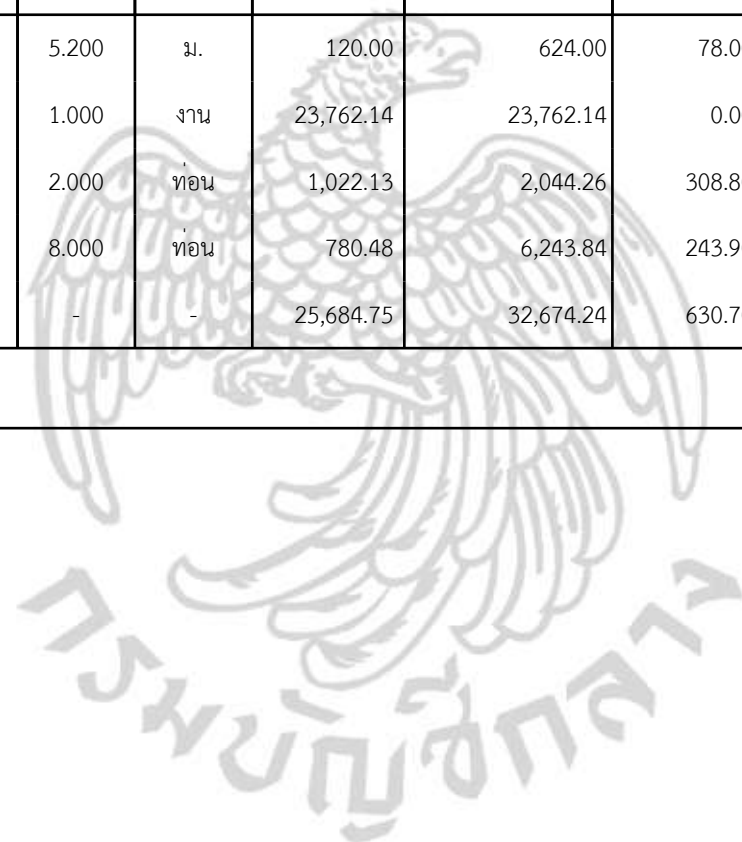 5.200 ม. 120.00 624.00 78.0
1.000 งาน 23,762.14 23,762.14 0.0
2.000 ท่อน 1,022.13 2,044.26 308.8
8.000 ท่อน 780.48 6,243.84 243.9
- - 25,684.75 32,674.24 630.7
กรมบัญชีกลาง